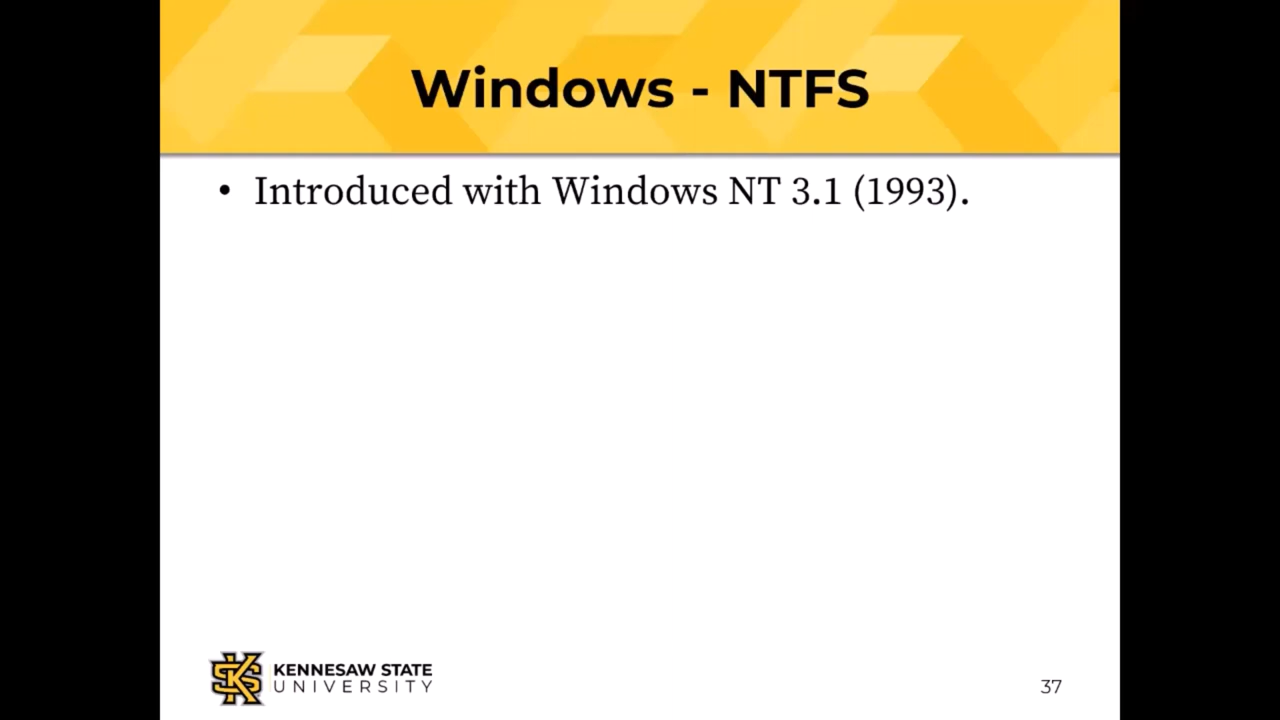 Windows - NTFS
• Introduced with Windows NT 3.1 (1993).
KENNESAW STATE
UNIVERSITY
37